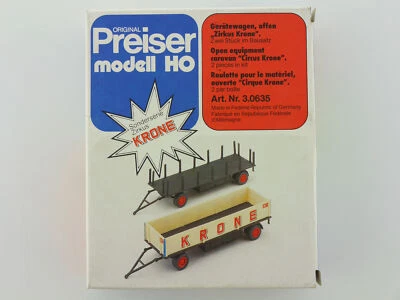 ORIGINAL
Preiser
modell HO
Gerätewagen, offen
„Zirkus Krone“.
Zwei Stück im Bausatz
Open equipment
caravan "Circus Krone".
2 pieces in kit
Roulotte pour le matériel,
ouverte "Cirque Krone".
2 par boîte
Art. Nr. 3.0635
Made in Federal Republic of Germany
Fabriqué en République Fédérale
d'Allemagne
Sonderserie
Zirkus
KRONE
KRONE